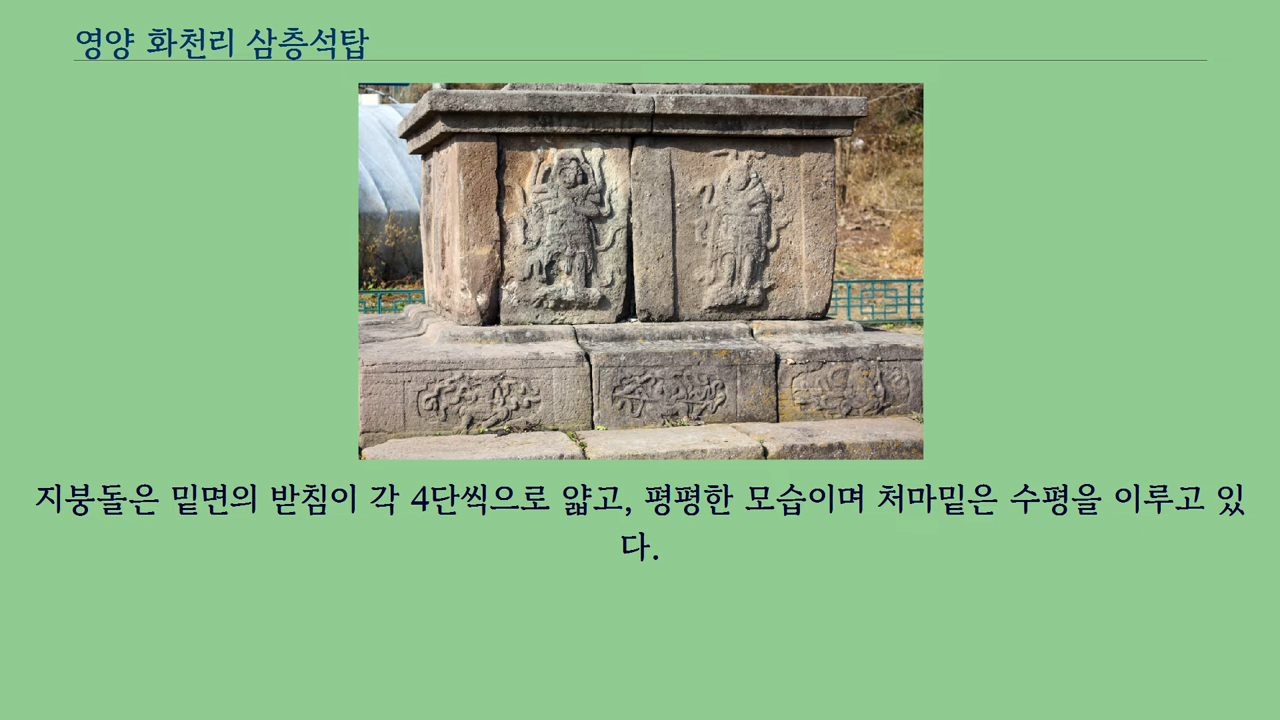 영양 화천리 삼층석탑
지붕돌은 밑면의 받침이 각 4단씩으로 얇고, 평평한 모습이며 처마밑은 수평을 이루고 있
다.